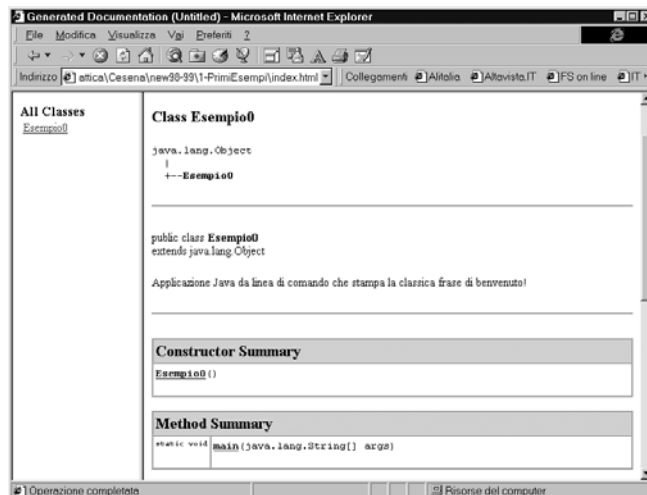 Generated Documentation (Untitled) - Microsoft Internet Explorer
File Modifica Visualizza Vai Preferiti ?
Indirizzo attica\Cesena\new98-99\1-PrimiEsempi\index.html Collegamenti Alitalia Altavista.IT FS on line IT
All Classes
Esempio0
Class Esempio0
java.lang.Object
|
+--Esempio0
public class Esempio0
extends java.lang.Object
Applicazione Java da linea di comando che stampa la classica frase di benvenuto!
Constructor Summary
Esempio0()
Method Summary
static void main(java.lang.String[] args)
Operazione completata Risorse del computer